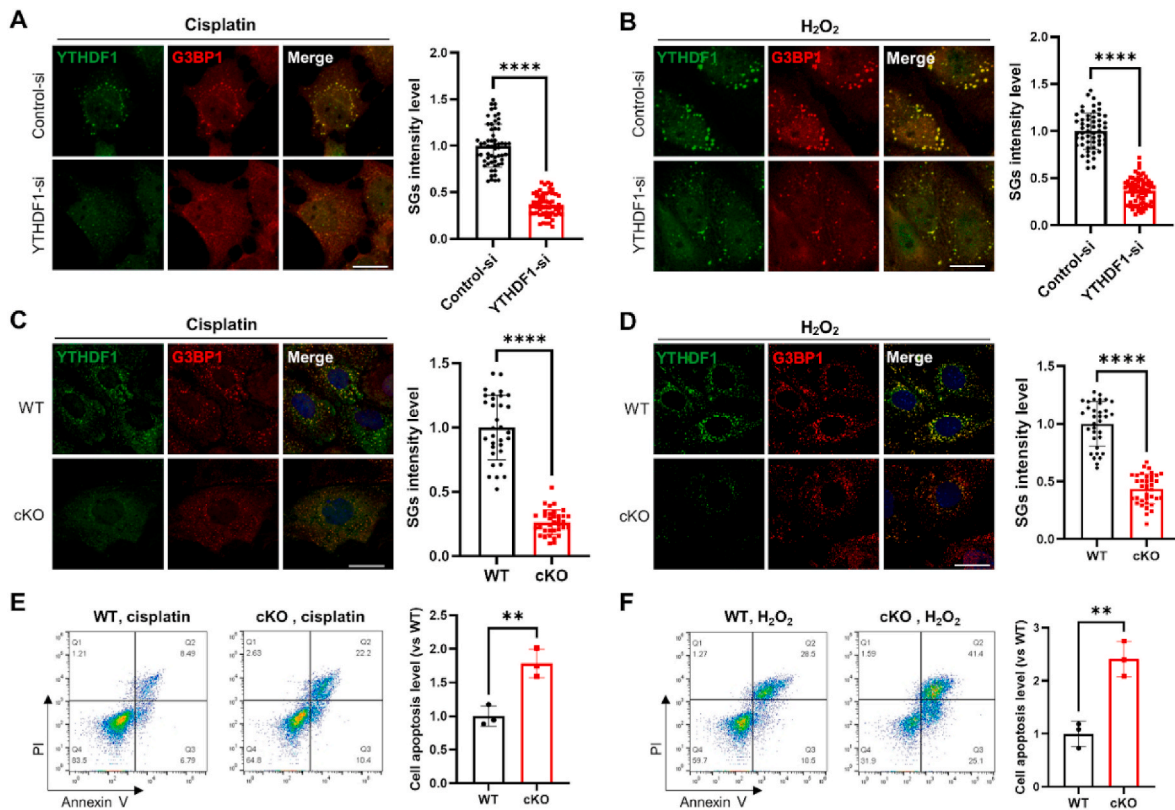 A
Cisplatin
YTHDF1
G3BP1
Merge
Control-si
YTHDF1-si
SGs intensity level
2.0
1.5
1.0
0.5
0.0
****
Control-si
YTHDF1-si
B
H₂O₂
YTHDF1
G3BP1
Merge
Control-si
YTHDF1-si
SGs intensity level
2.0
1.5
1.0
0.5
0.0
****
Control-si
YTHDF1-si
C
Cisplatin
YTHDF1
G3BP1
Merge
WT
cKO
SGs intensity level
1.5
1.0
0.5
0.0
****
WT
cKO
D
H₂O₂
YTHDF1
G3BP1
Merge
WT
cKO
SGs intensity level
1.5
1.0
0.5
0.0
****
WT
cKO
E
WT, cisplatin
Q1
1.21
Q2
8.49
Q4
83.5
Q3
6.79
cKO , cisplatin
Q1
2.63
Q2
22.2
Q4
64.8
Q3
10.4
PI
Annexin V
Cell apoptosis level (vs WT)
2.5
2.0
1.5
1.0
0.5
0.0
**
WT
cKO
F
WT, H₂O₂
Q1
1.27
Q2
28.5
Q4
59.7
Q3
10.5
cKO , H₂O₂
Q1
1.59
Q2
41.4
Q4
31.9
Q3
25.1
PI
Annexin V
Cell apoptosis level (vs WT)
3
2
1
0
**
WT
cKO